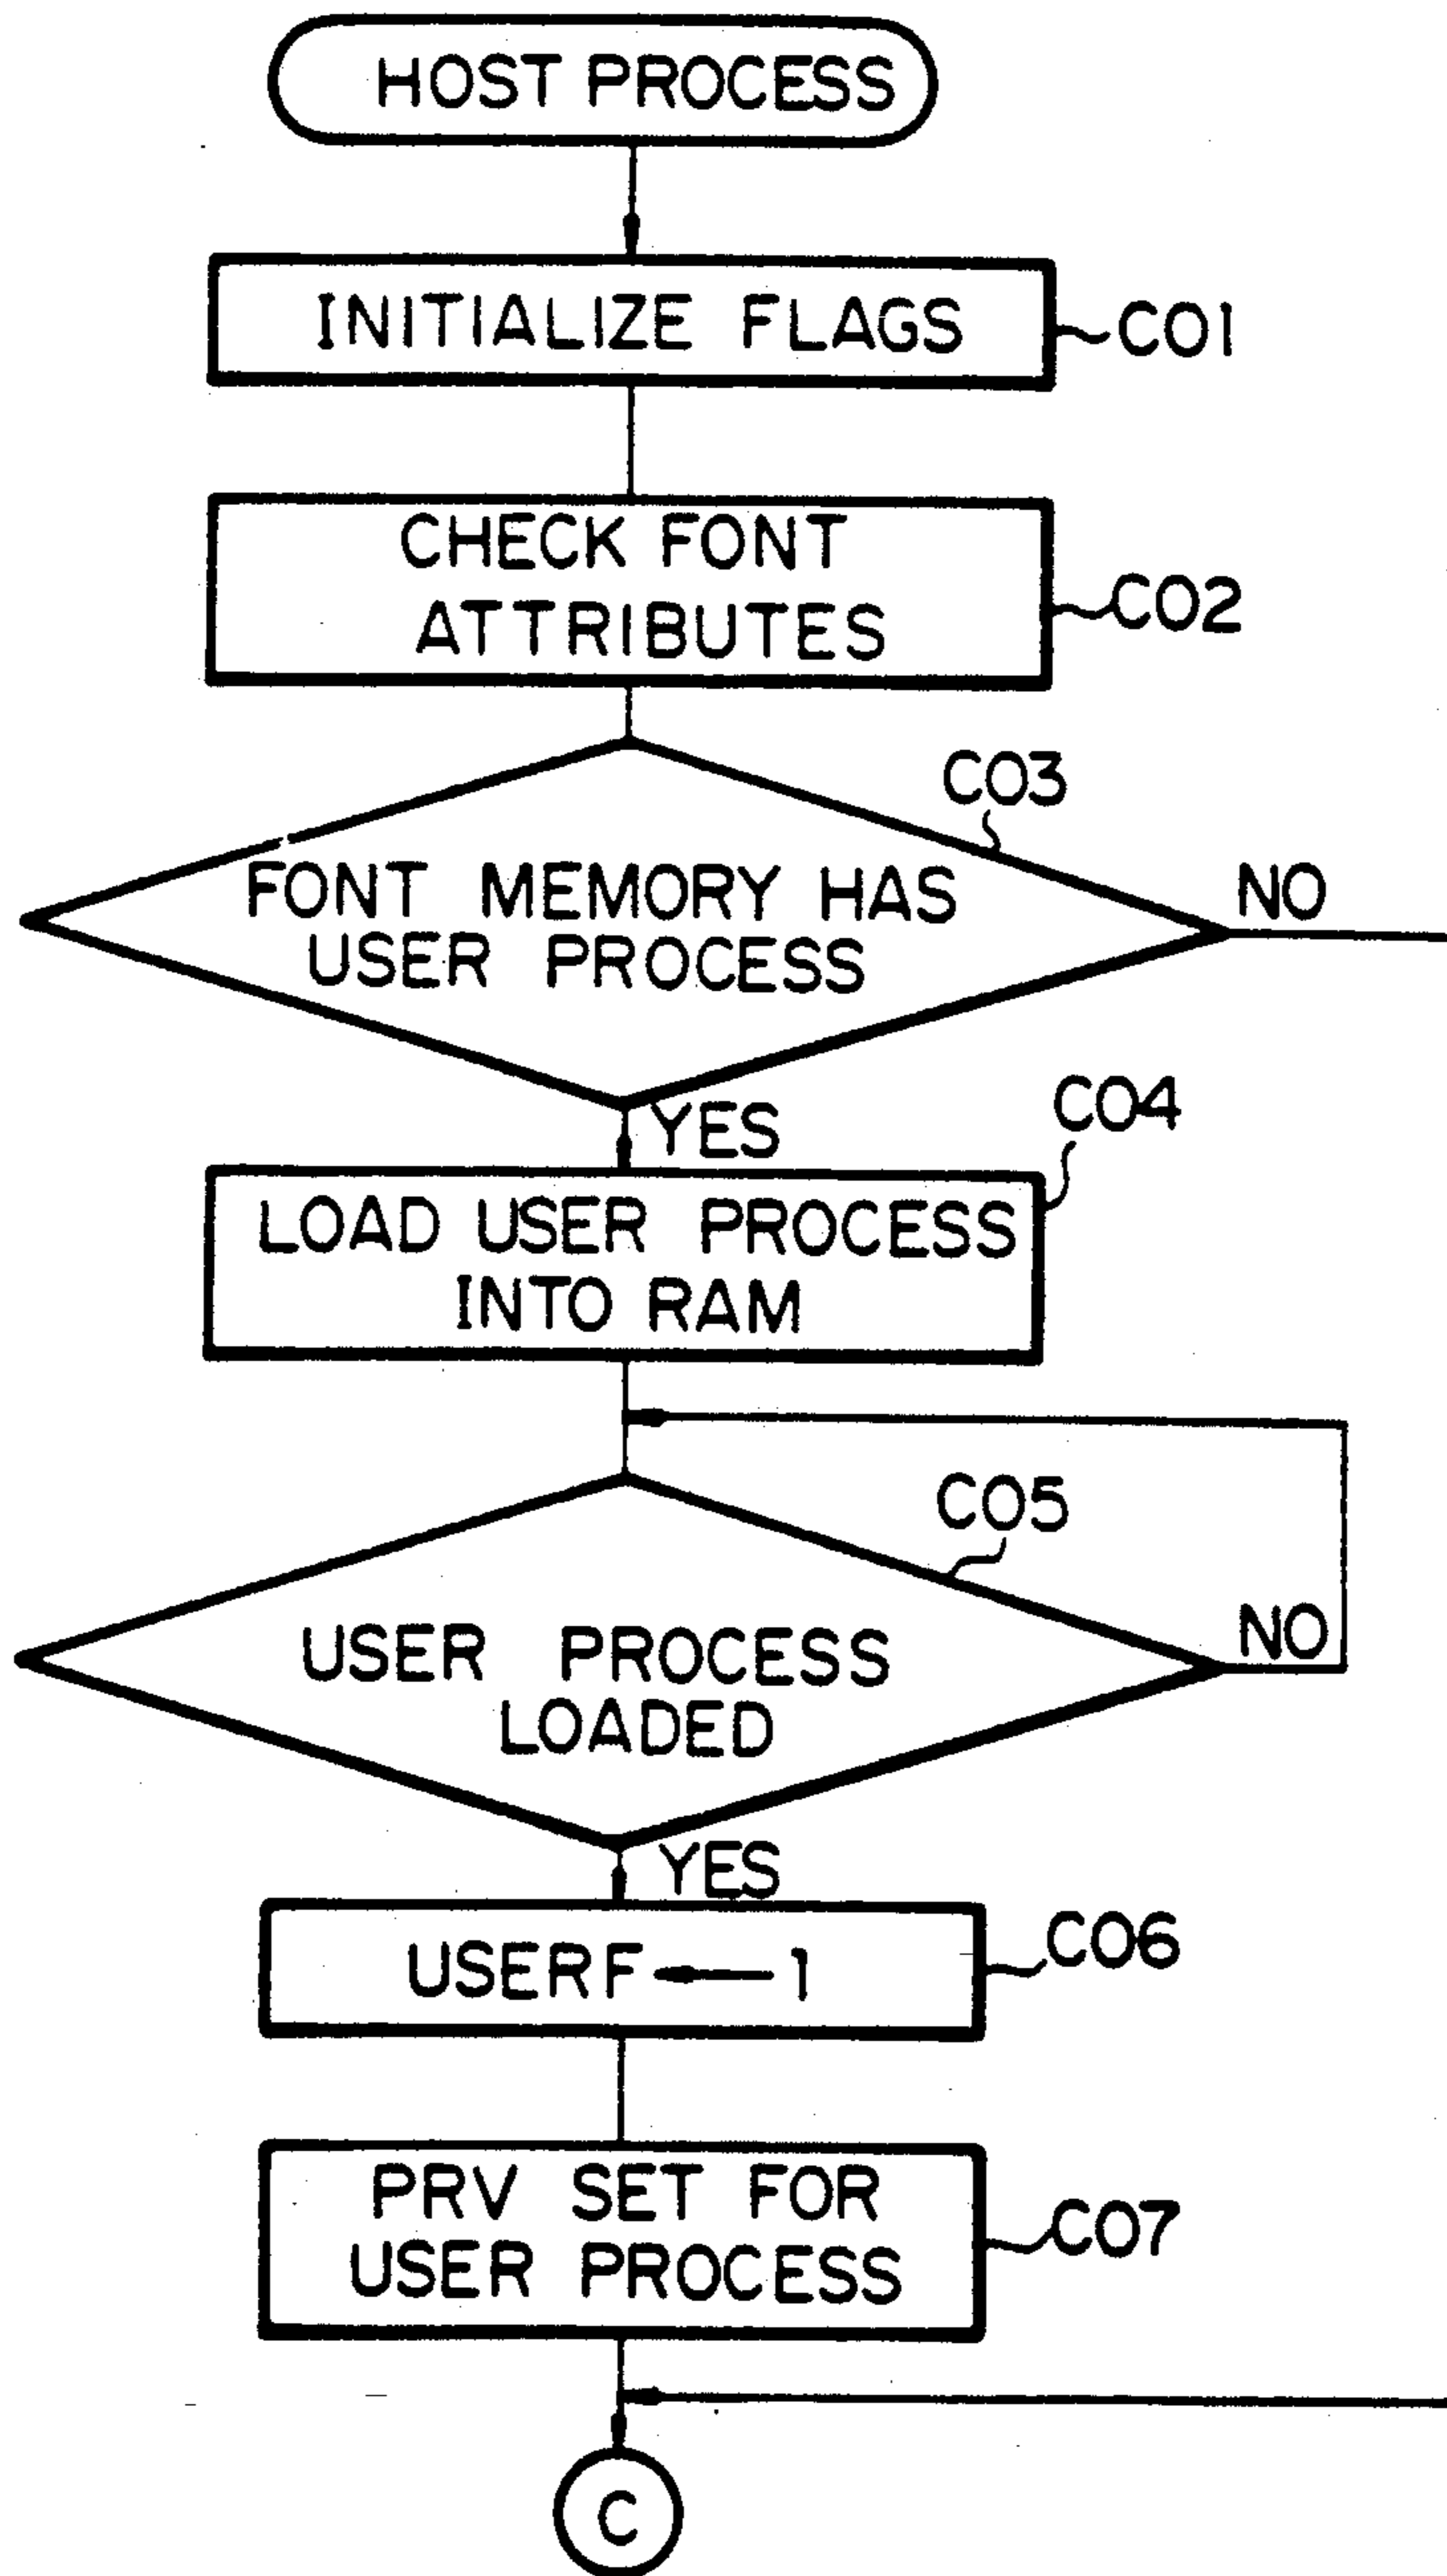 HOST PROCESS
INITIALIZE FLAGS
C01
CHECK FONT
ATTRIBUTES
C02
C03
FONT MEMORY HAS
USER PROCESS
NO
YES
C04
LOAD USER PROCESS
INTO RAM
C05
USER PROCESS
LOADED
NO
YES
USERF ← 1
C06
PRV SET FOR
USER PROCESS
C07
C